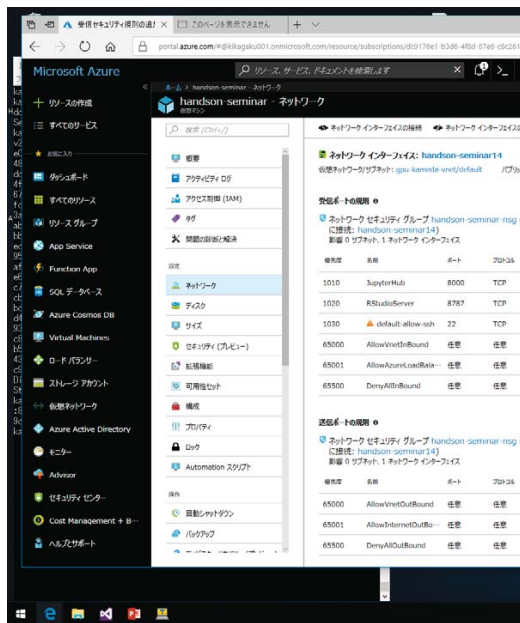 受信セキュリティ規則の追加
このページを表示できません
portal.azure.com/#@kikagaku001.onmicrosoft.com/resource/subscriptions/dc9176e1-b3d6-4f0d-87e6-c6c261
Microsoft Azure
リソース、サービス、ドキュメントを検索します
リソースの作成
すべてのサービス
お気に入り
ダッシュボード
すべてのリソース
リソース グループ
App Service
Function App
SQL データベース
Azure Cosmos DB
Virtual Machines
ロード バランサー
ストレージ アカウント
仮想ネットワーク
Azure Active Directory
モニター
Advisor
セキュリティ センター
Cost Management + B…
ヘルプとサポート
ホーム > handson-seminar - ネットワーク
handson-seminar - ネットワーク
仮想マシン
検索 (Ctrl+/)
概要
アクティビティ ログ
アクセス制御 (IAM)
タグ
問題の診断と解決
設定
ネットワーク
ディスク
サイズ
セキュリティ (プレビュー)
拡張機能
可用性セット
構成
プロパティ
ロック
Automation スクリプト
操作
自動シャットダウン
バックアップ
ネットワーク インターフェイスの接続
ネットワーク インターフェイスの
ネットワーク インターフェイス: handson-seminar14
仮想ネットワーク/サブネット: gpu-kameda-vnet/default
パブリッ
受信ポートの規則
ネットワーク セキュリティ グループ handson-seminar-nsg
に接続: handson-seminar14)
影響 0 サブネット、1 ネットワーク インターフェイス
優先度 名前 ポート プロトコル
1010 JupyterHub 8000 TCP
1020 RStudioServer 8787 TCP
1030 default-allow-ssh 22 TCP
65000 AllowVnetInBound 任意 任意
65001 AllowAzureLoadBala… 任意 任意
65500 DenyAllInBound 任意 任意
送信ポートの規則
ネットワーク セキュリティ グループ handson-seminar-nsg
に接続: handson-seminar14)
影響 0 サブネット、1 ネットワーク インターフェイス
優先度 名前 ポート プロトコル
65000 AllowVnetOutBound 任意 任意
65001 AllowInternetOutBo… 任意 任意
65500 DenyAllOutBound 任意 任意